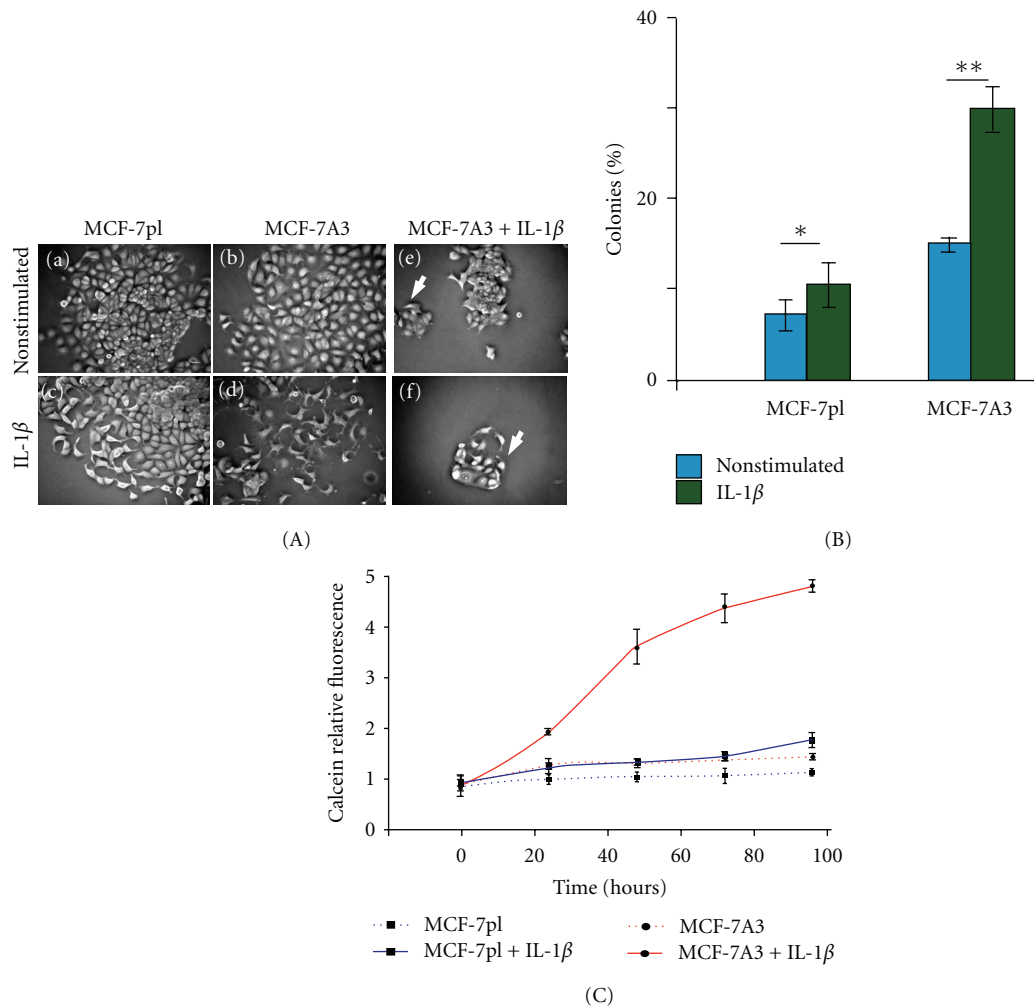 MCF-7pl MCF-7A3 MCF-7A3 + IL-1β
Nonstimulated
(a) (b) (e)
IL-1β
(c) (d) (f)
(A)
40
20
0
Colonies (%)
*
**
MCF-7pl MCF-7A3
Nonstimulated
IL-1β
(B)
5
4
3
2
1
0
Calcein relative fluorescence
0 20 40 60 80 100
Time (hours)
MCF-7pl MCF-7A3
MCF-7pl + IL-1β MCF-7A3 + IL-1β
(C)